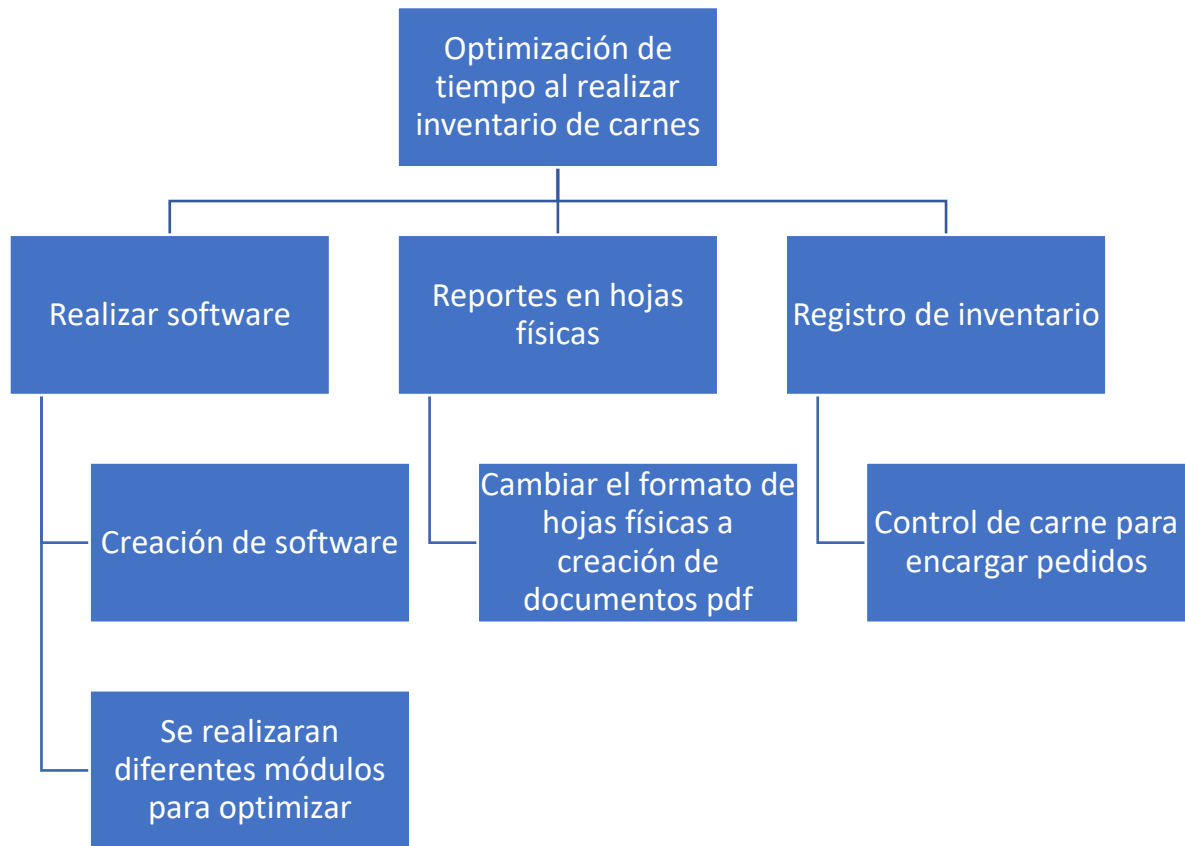 Optimización de
tiempo al realizar
inventario de carnes
Realizar software
Reportes en hojas
físicas
Registro de inventario
Creación de software
Cambiar el formato de
hojas físicas a
creación de
documentos pdf
Control de carne para
encargar pedidos
Se realizaran
diferentes módulos
para optimizar